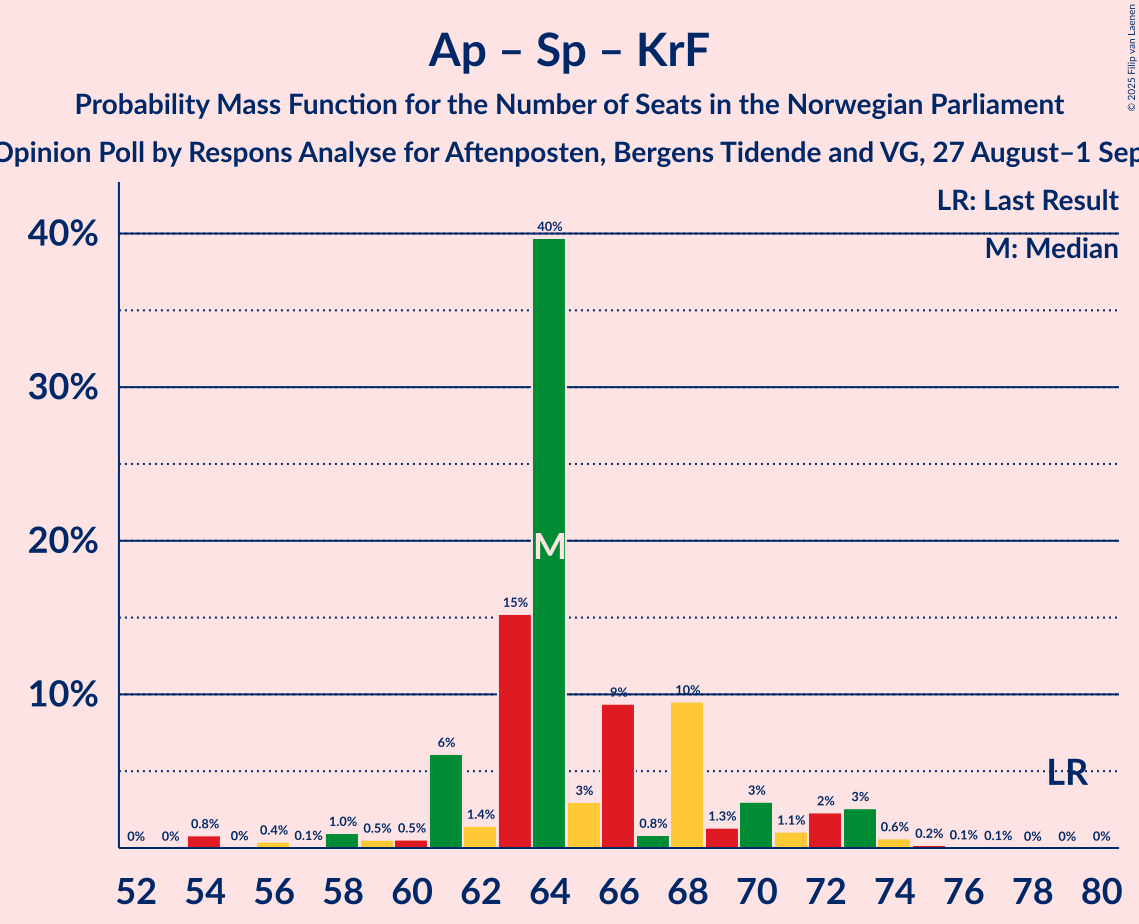 © 2025 Filip van Laenen
Ap – Sp – KrF
Probability Mass Function for the Number of Seats in the Norwegian Parliament
Opinion Poll by Respons Analyse for Aftenposten, Bergens Tidende and VG, 27 August–1 Sep
LR: Last Result
M: Median
40%
30%
20%
10%
0% 0% 0.8% 0% 0.4% 0.1% 1.0% 0.5% 0.5% 6% 1.4% 15% 40% 3% 9% 0.8% 10% 1.3% 3% 1.1% 2% 3% 0.6% 0.2% 0.1% 0.1% 0% 0% 0%
M
LR
52 54 56 58 60 62 64 66 68 70 72 74 76 78 80